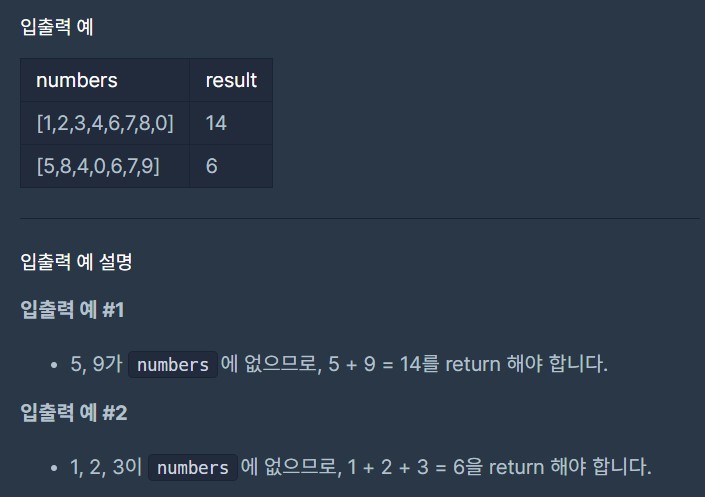 입출력 예
numbers result
[1,2,3,4,6,7,8,0] 14
[5,8,4,0,6,7,9] 6
입출력 예 설명
입출력 예 #1
• 5, 9가 numbers 에 없으므로, 5 + 9 = 14를 return 해야 합니다.
입출력 예 #2
• 1, 2, 3이 numbers 에 없으므로, 1 + 2 + 3 = 6을 return 해야 합니다.